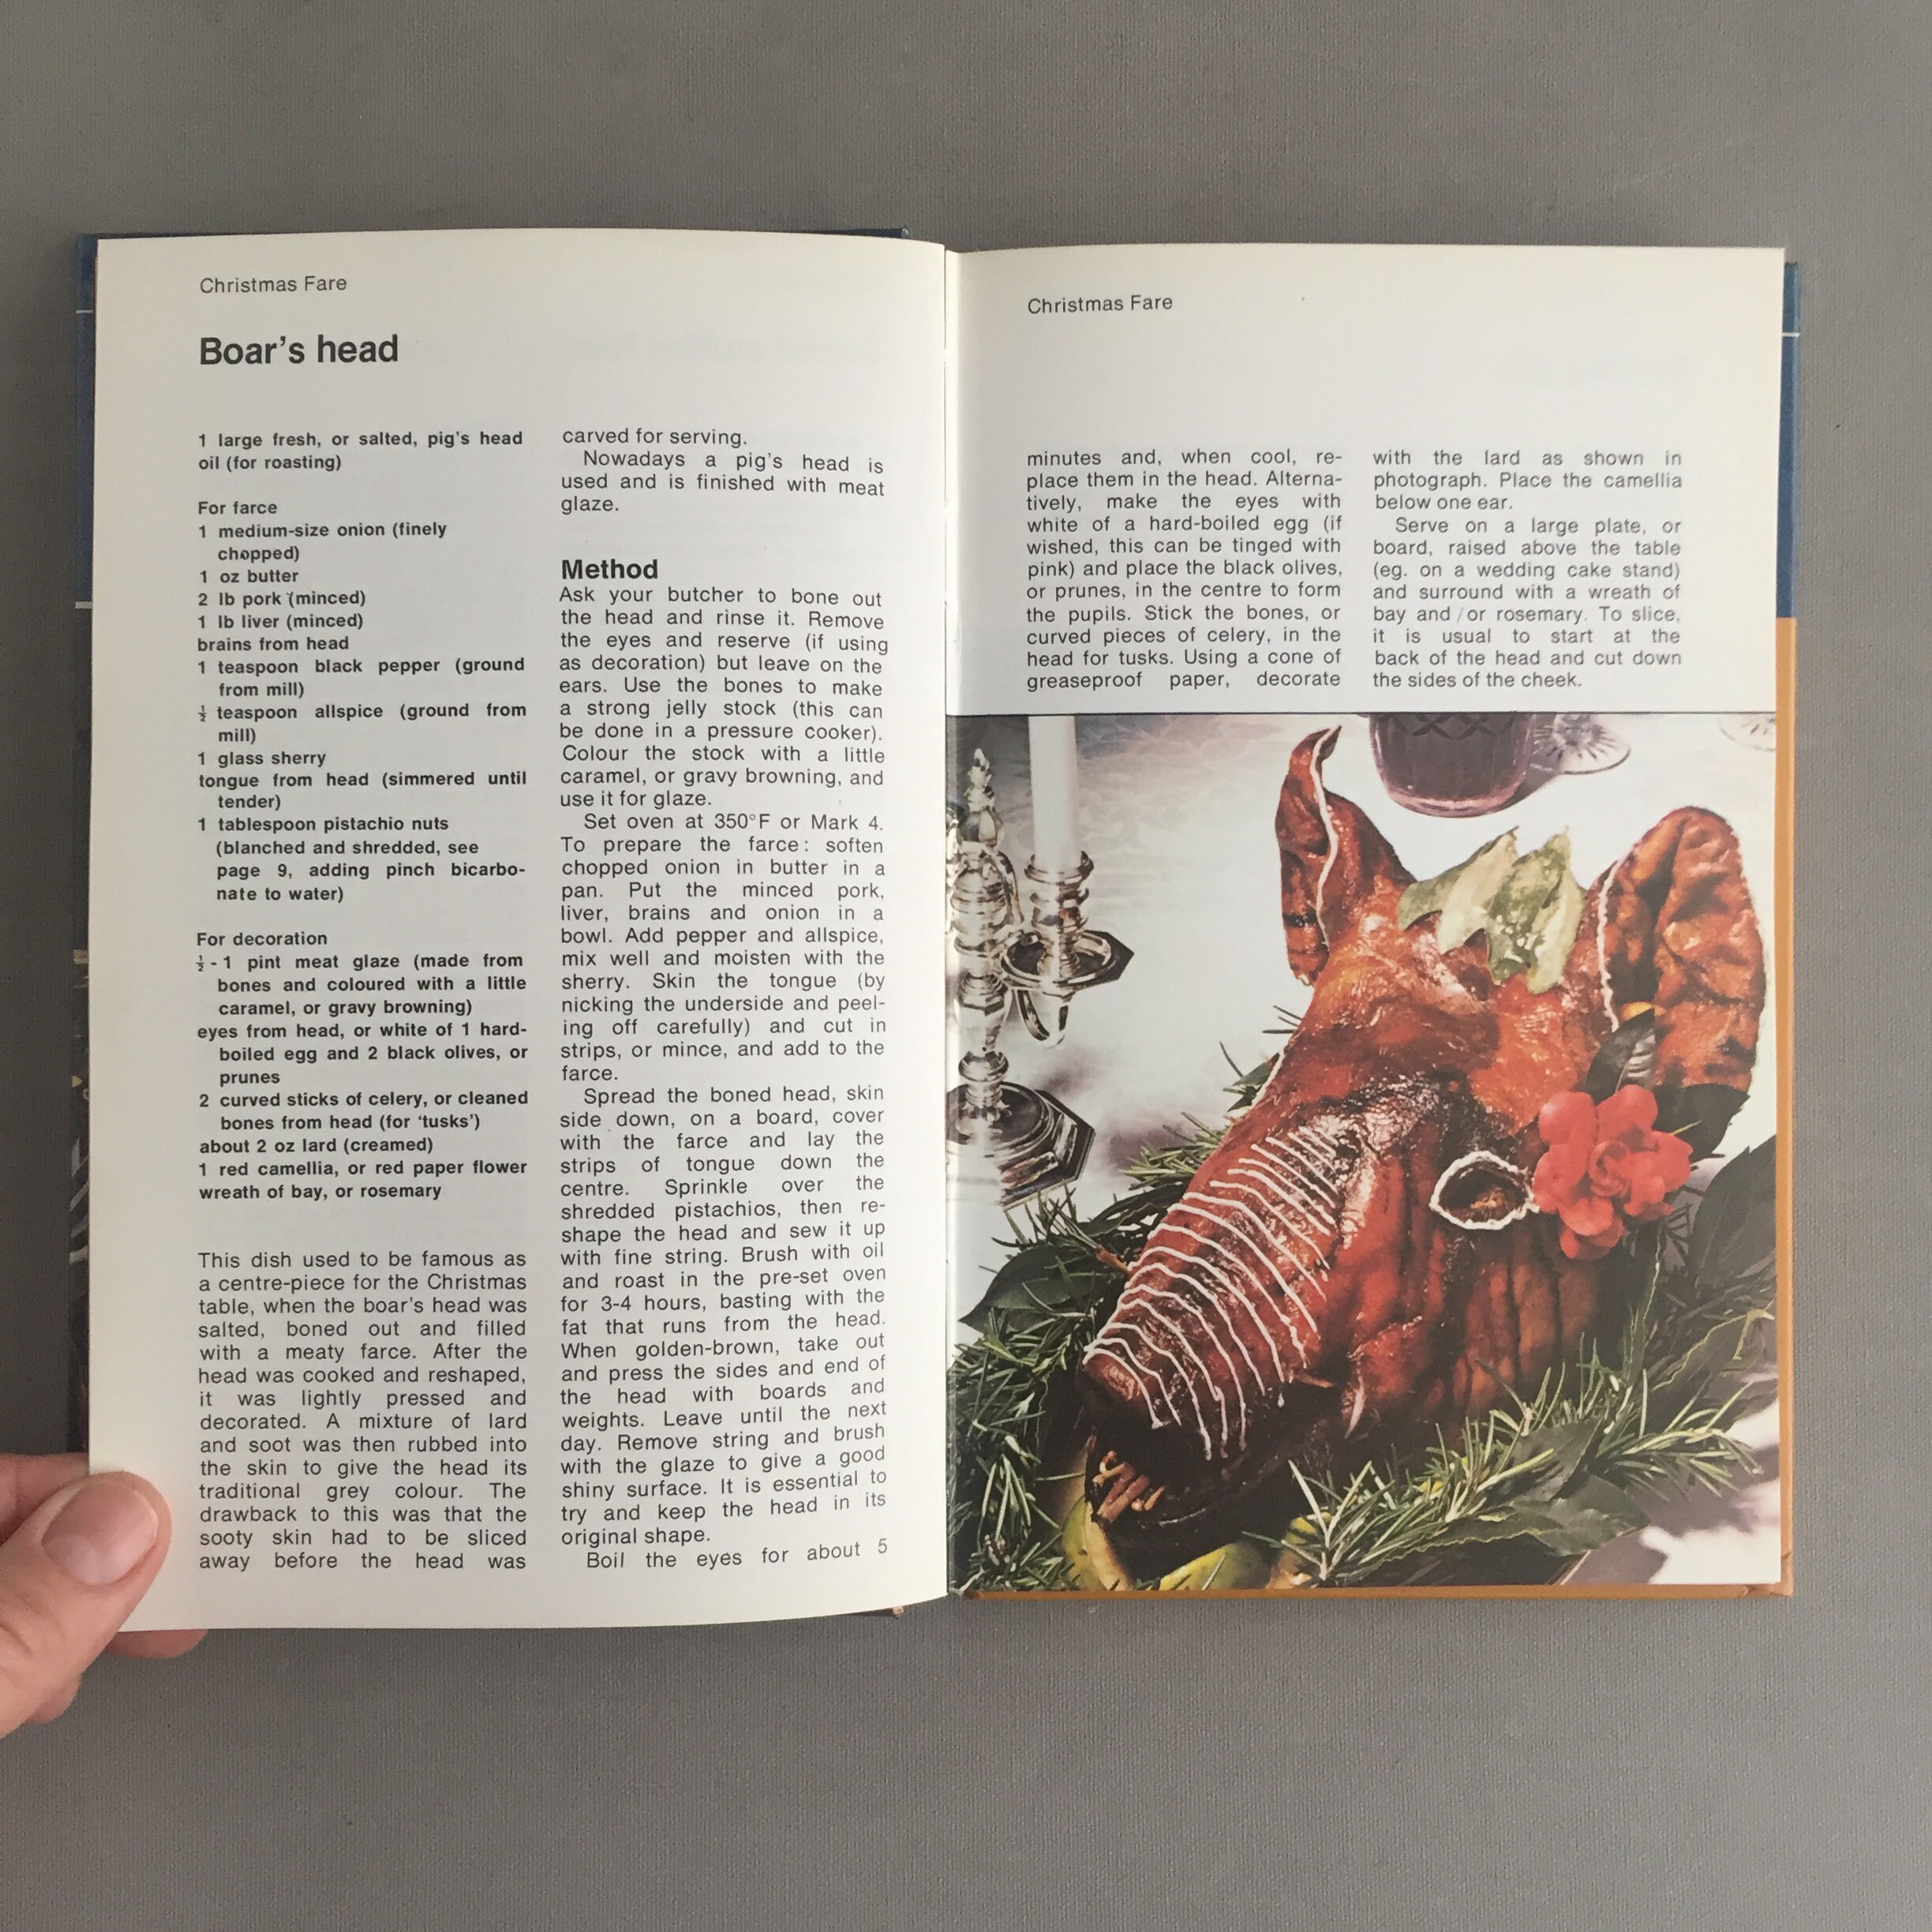 Christmas Fare
Boar's head
1 large fresh, or salted, pig's head
oil (for roasting)
For farce
1 medium-size onion (finely
chopped)
1 oz butter
2 lb pork (minced)
1 lb liver (minced)
brains from head
1 teaspoon black pepper (ground
from mill)
½ teaspoon allspice (ground from
mill)
1 glass sherry
tongue from head (simmered until
tender)
1 tablespoon pistachio nuts
(blanched and shredded, see
page 9, adding pinch bicarbo-
nate to water)
For decoration
½ - 1 pint meat glaze (made from
bones and coloured with a little
caramel, or gravy browning)
eyes from head, or white of 1 hard-
boiled egg and 2 black olives, or
prunes
2 curved sticks of celery, or cleaned
bones from head (for 'tusks')
about 2 oz lard (creamed)
1 red camellia, or red paper flower
wreath of bay, or rosemary
This dish used to be famous as
a centre-piece for the Christmas
table, when the boar's head was
salted, boned out and filled
with a meaty farce. After the
head was cooked and reshaped,
it was lightly pressed and
decorated. A mixture of lard
and soot was then rubbed into
the skin to give the head its
traditional grey colour. The
drawback to this was that the
sooty skin had to be sliced
away before the head was
carved for serving.
Nowadays a pig's head is
used and is finished with meat
glaze.
Method
Ask your butcher to bone out
the head and rinse it. Remove
the eyes and reserve (if using
as decoration) but leave on the
ears. Use the bones to make
a strong jelly stock (this can
be done in a pressure cooker).
Colour the stock with a little
caramel, or gravy browning, and
use it for glaze.
Set oven at 350°F or Mark 4.
To prepare the farce: soften
chopped onion in butter in a
pan. Put the minced pork,
liver, brains and onion in a
bowl. Add pepper and allspice,
mix well and moisten with the
sherry. Skin the tongue (by
nicking the underside and peel-
ing off carefully) and cut in
strips, or mince, and add to the
farce.
Spread the boned head, skin
side down, on a board, cover
with the farce and lay the
strips of tongue down the
centre. Sprinkle over the
shredded pistachios, then re-
shape the head and sew it up
with fine string. Brush with oil
and roast in the pre-set oven
for 3-4 hours, basting with the
fat that runs from the head.
When golden-brown, take out
and press the sides and end of
the head with boards and
weights. Leave until the next
day. Remove string and brush
with the glaze to give a good
shiny surface. It is essential to
try and keep the head in its
original shape.
Boil the eyes for about 5
Christmas Fare
minutes and, when cool, re-
place them in the head. Alterna-
tively, make the eyes with
white of a hard-boiled egg (if
wished, this can be tinged with
pink) and place the black olives,
or prunes, in the centre to form
the pupils. Stick the bones, or
curved pieces of celery, in the
head for tusks. Using a cone of
greaseproof paper, decorate
with the lard as shown in
photograph. Place the camellia
below one ear.
Serve on a large plate, or
board, raised above the table
(eg. on a wedding cake stand)
and surround with a wreath of
bay and/or rosemary. To slice,
it is usual to start at the
back of the head and cut down
the sides of the cheek.